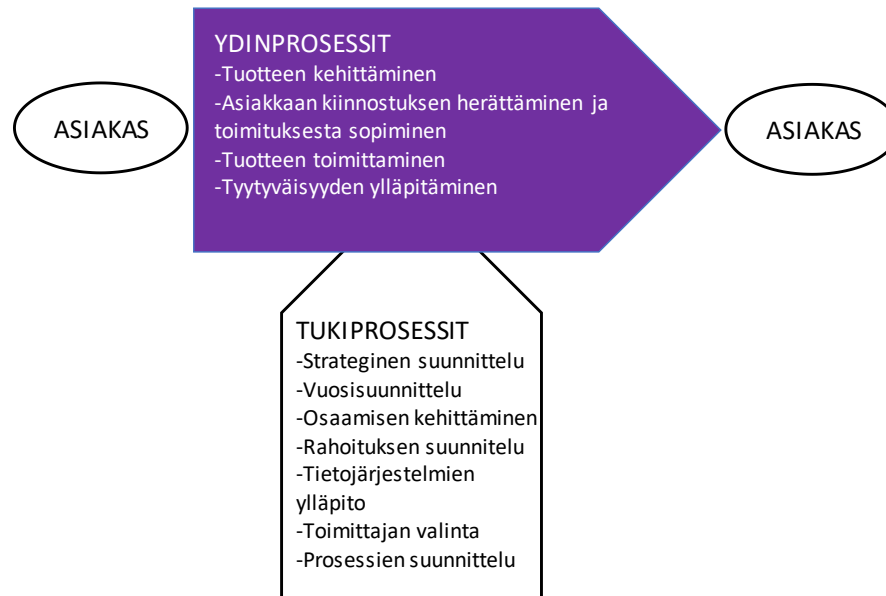 ASIAKAS
YDINPROSESSIT
-Tuotteen kehittäminen
-Asiakkaan kiinnostuksen herättäminen ja
toimituksesta sopiminen
-Tuotteen toimittaminen
-Tyytyväisyyden ylläpitäminen
ASIAKAS
TUKIPROSESSIT
-Strateginen suunnittelu
-Vuosisuunnittelu
-Osaamisen kehittäminen
-Rahoituksen suunnitelu
-Tietojärjestelmien
ylläpito
-Toimittajan valinta
-Prosessien suunnittelu